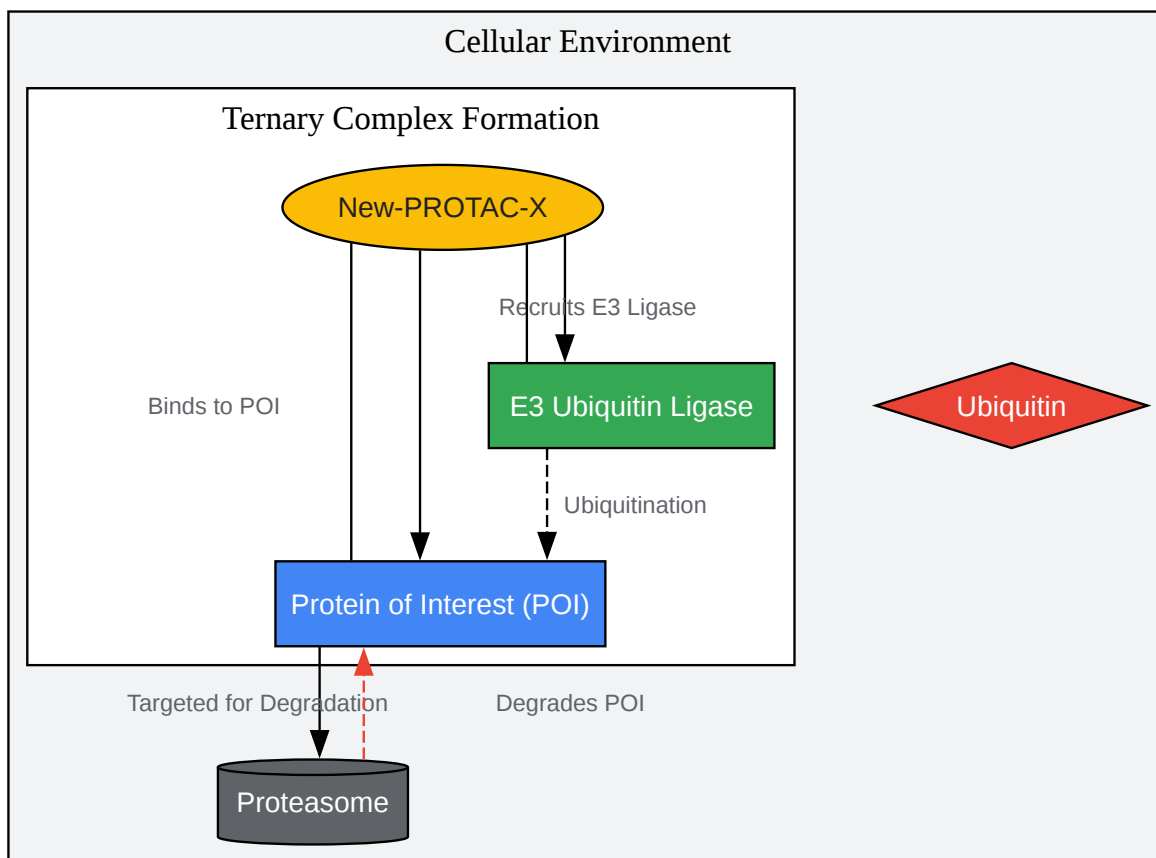 Cellular Environment
Ternary Complex Formation
New-PROTAC-X
Recruits E3 Ligase
Binds to POI
E3 Ubiquitin Ligase
Ubiquitin
Ubiquitination
Protein of Interest (POI)
Targeted for Degradation
Degrades POI
Proteasome